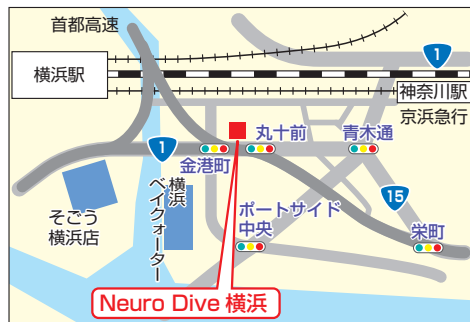 首都高速
1
横浜駅
神奈川駅
京浜急行
丸十前
青木通
1
金港町
横浜
ベイクォーター
15
そごう
横浜店
ポートサイド
中央
栄町
Neuro Dive 横浜